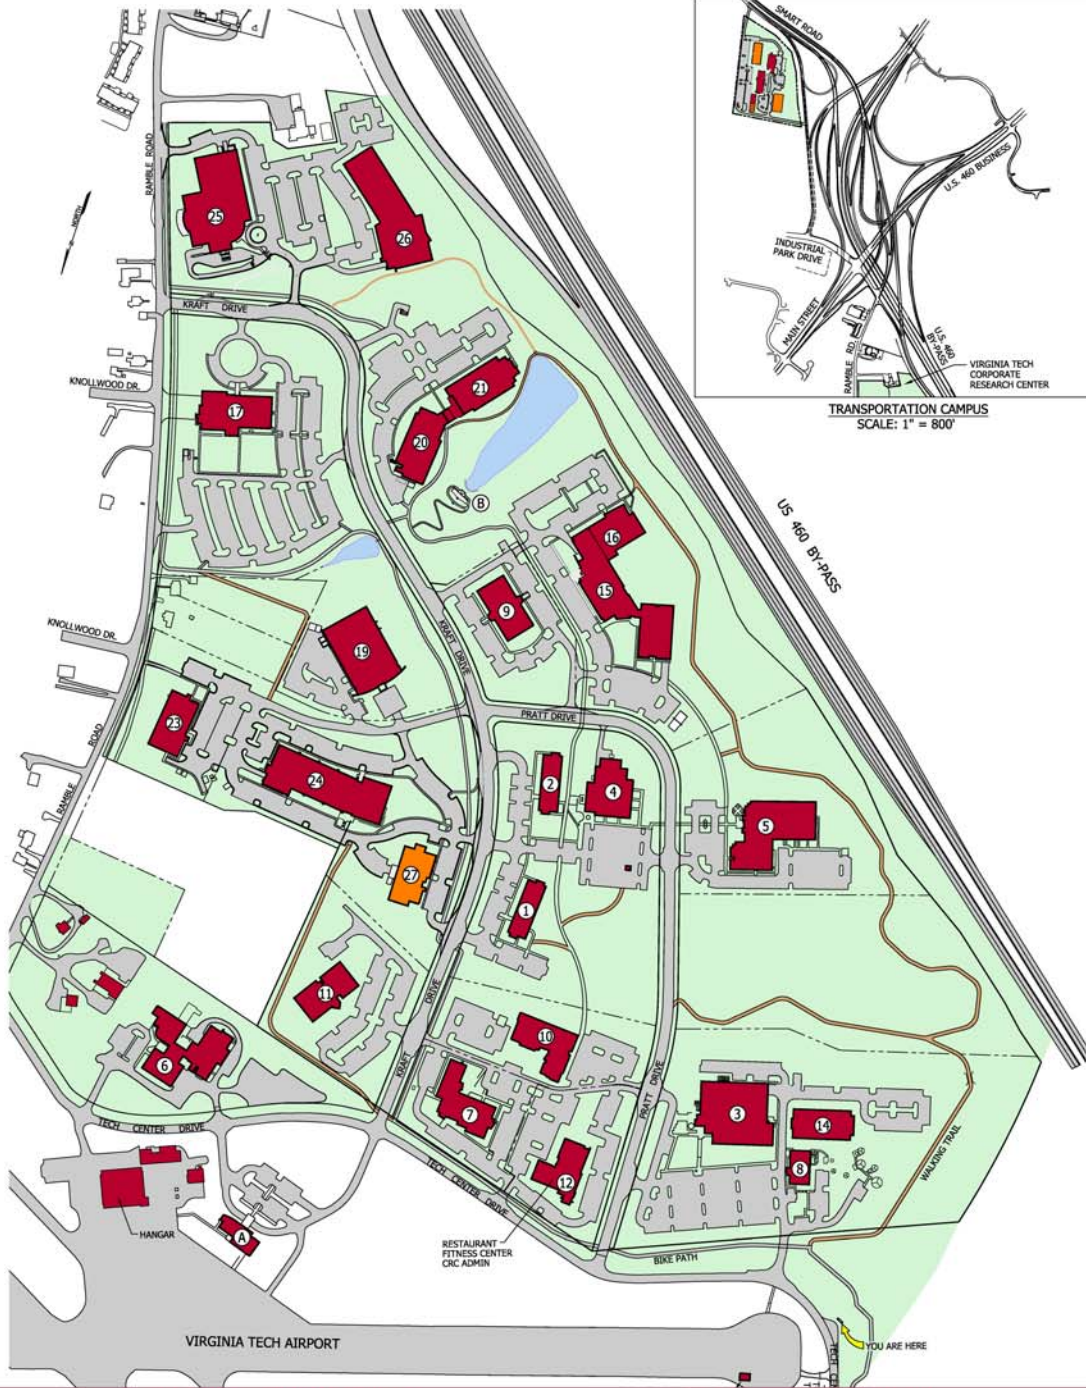 SMART ROAD
U.S. 460 BUSINESS
INDUSTRIAL
PARK DRIVE
MAIN STREET
RAMBLE RD.
U.S. 460
BY-PASS
VIRGINIA TECH
CORPORATE
RESEARCH CENTER
TRANSPORTATION CAMPUS
SCALE: 1" = 800'
RAMBLE ROAD
NORTH
25
26
KRAFT DRIVE
KNOLLWOOD DR.
17
21
20
B
US 460 BY-PASS
16
15
9
KNOLLWOOD DR.
19
KRAFT DRIVE
23
PRATT DRIVE
RAMBLE ROAD
24
2
4
5
27
1
11
KRAFT DRIVE
10
6
7
PRATT DRIVE
3
14
8
WALKING TRAIL
TECH CENTER DRIVE
TECH CENTER DRIVE
12
HANGAR
A
RESTAURANT
FITNESS CENTER
CRC ADMIN
BIKE PATH
VIRGINIA TECH AIRPORT
YOU ARE HERE